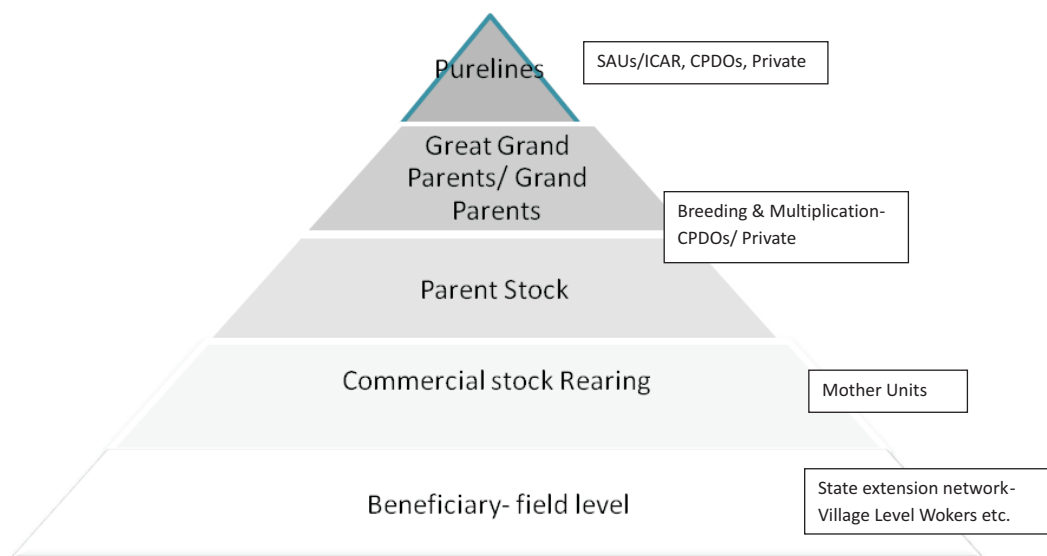 Purelines
SAUs/ICAR, CPDOs, Private
Great Grand
Parents/ Grand
Parents
Breeding & Multiplication-
CPDOs/ Private
Parent Stock
Commercial stock Rearing
Mother Units
Beneficiary- field level
State extension network-
Village Level Wokers etc.